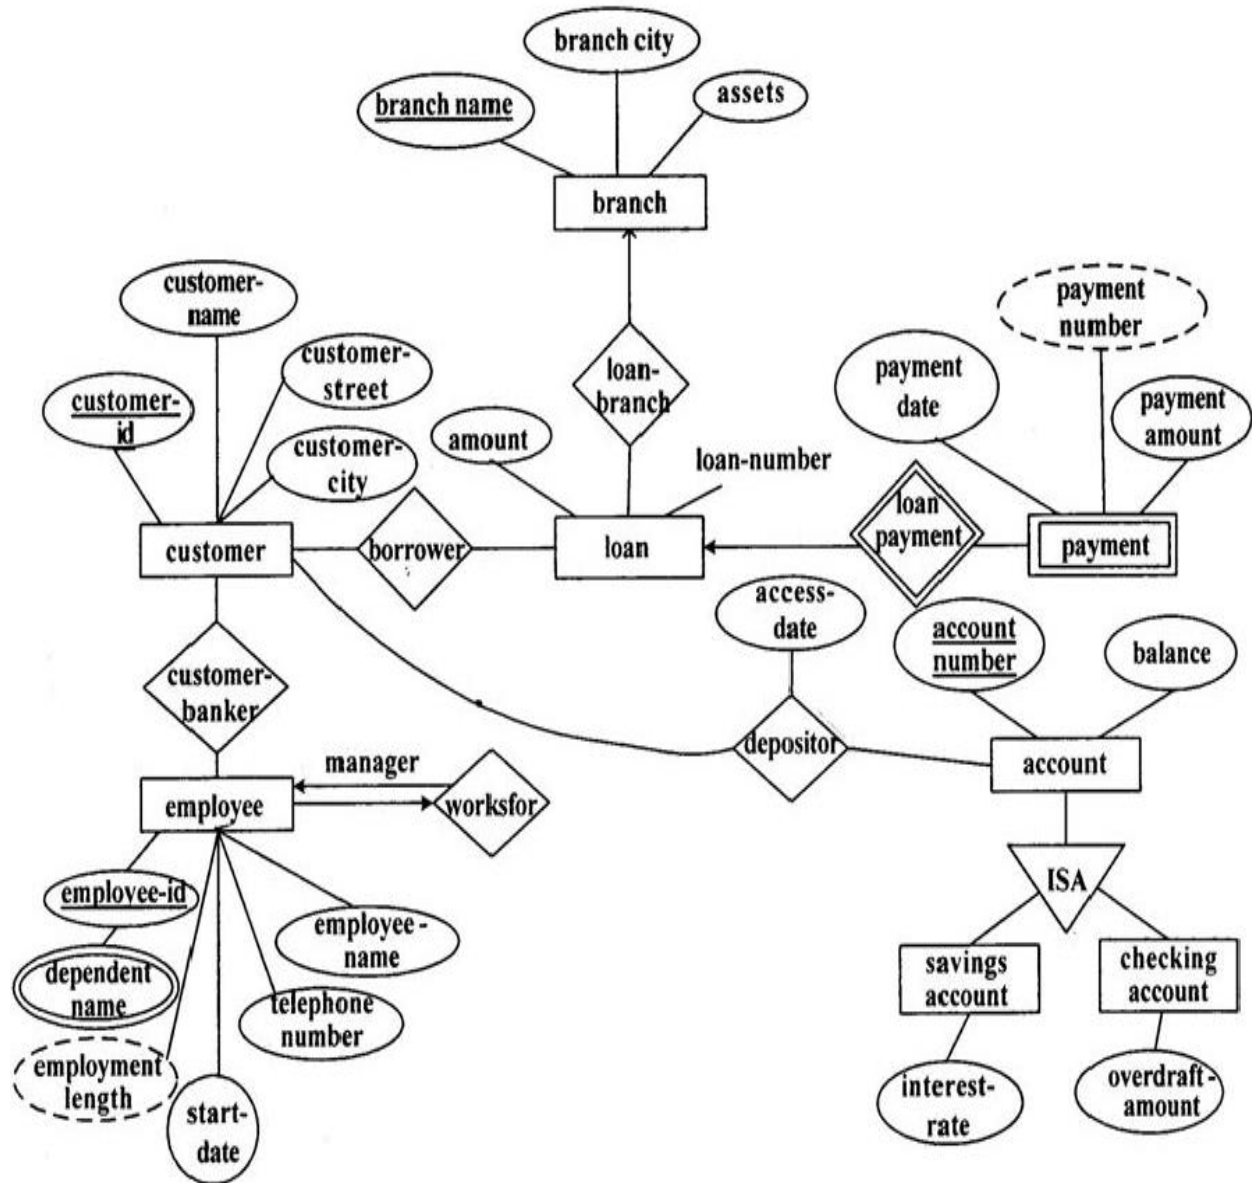 branch city
branch name
assets
branch
customer-
name
payment
number
customer-
street
loan-
branch
payment
date
customer-
id
payment
amount
amount
customer-
city
loan-number
loan
payment
customer
borrower
loan
payment
access-
date
account
number
balance
customer-
banker
depositor
account
manager
employee
worksfor
ISA
employee-id
employee-
name
savings
account
checking
account
dependent
name
telephone
number
employment
length
start-
date
interest-
rate
overdraft-
amount